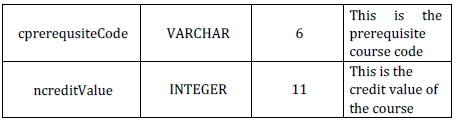 cprerequsiteCode VARCHAR 6 This is the
prerequisite
course code
ncreditValue INTEGER 11 This is the
credit value of
the course